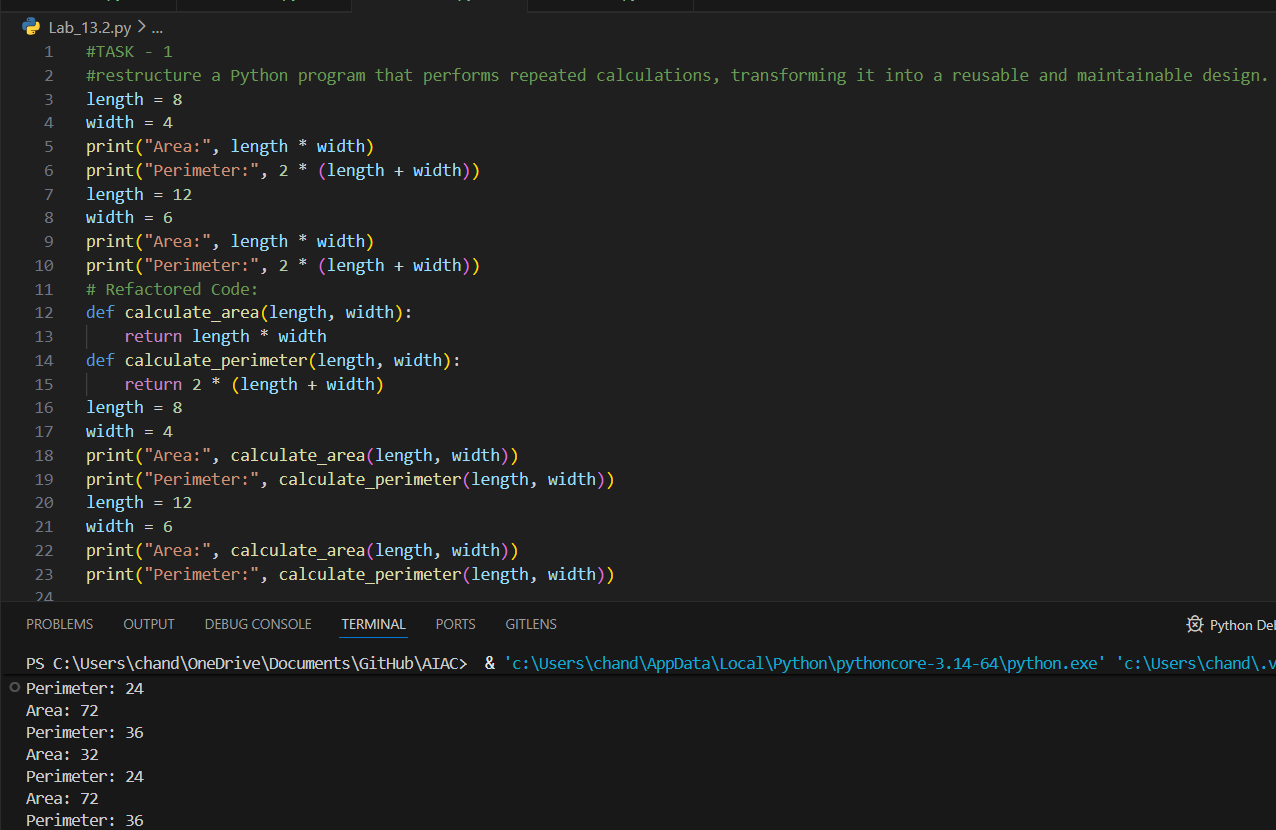 Lab_13.2.py > ...
1 #TASK - 1
2 #restructure a Python program that performs repeated calculations, transforming it into a reusable and maintainable design.
3 length = 8
4 width = 4
5 print("Area:", length * width)
6 print("Perimeter:", 2 * (length + width))
7 length = 12
8 width = 6
9 print("Area:", length * width)
10 print("Perimeter:", 2 * (length + width))
11 # Refactored Code:
12 def calculate_area(length, width):
13     return length * width
14 def calculate_perimeter(length, width):
15     return 2 * (length + width)
16 length = 8
17 width = 4
18 print("Area:", calculate_area(length, width))
19 print("Perimeter:", calculate_perimeter(length, width))
20 length = 12
21 width = 6
22 print("Area:", calculate_area(length, width))
23 print("Perimeter:", calculate_perimeter(length, width))
24
PROBLEMS OUTPUT DEBUG CONSOLE TERMINAL PORTS GITLENS Python Deb
PS C:\Users\chand\OneDrive\Documents\GitHub\AIAC> & 'c:\Users\chand\AppData\Local\Python\pythoncore-3.14-64\python.exe' 'c:\Users\chand\.v
Perimeter: 24
Area: 72
Perimeter: 36
Area: 32
Perimeter: 24
Area: 72
Perimeter: 36